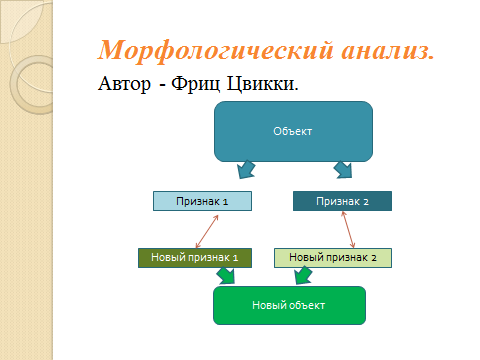 Морфологический анализ.
Автор - Фриц Цвикки.
Объект
Признак 1
Признак 2
Новый признак 1
Новый признак 2
Новый объект